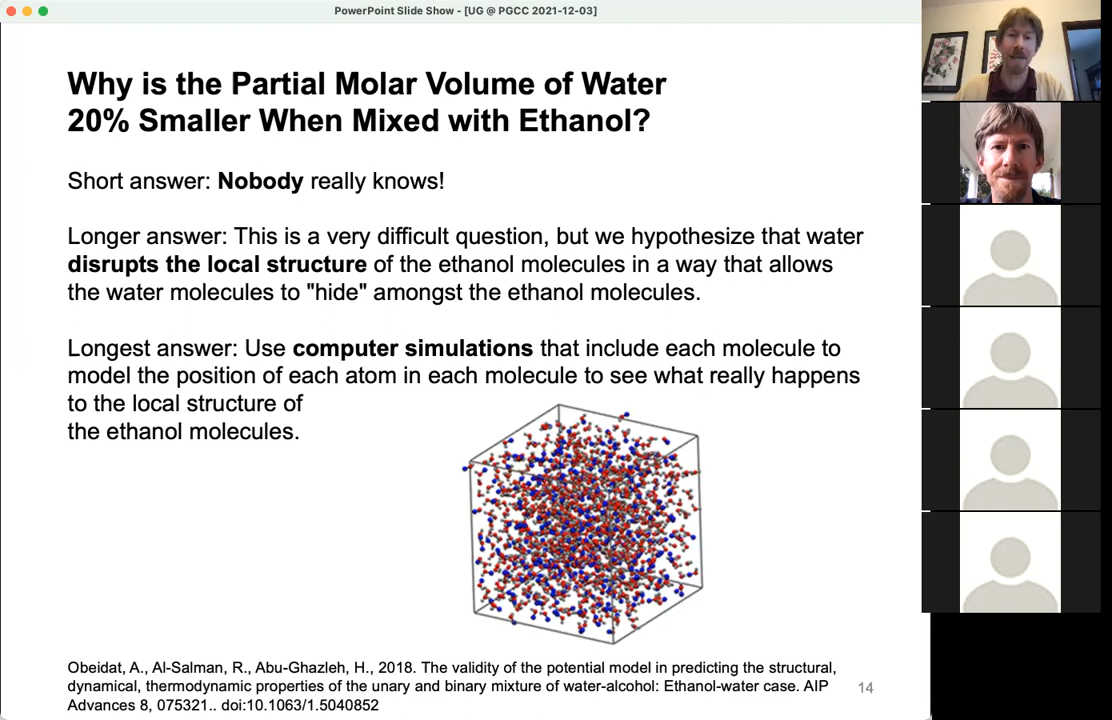 PowerPoint Slide Show - [UG @ PGCC 2021-12-03]
Why is the Partial Molar Volume of Water
20% Smaller When Mixed with Ethanol?
Short answer: Nobody really knows!
Longer answer: This is a very difficult question, but we hypothesize that water
disrupts the local structure of the ethanol molecules in a way that allows
the water molecules to "hide" amongst the ethanol molecules.
Longest answer: Use computer simulations that include each molecule to
model the position of each atom in each molecule to see what really happens
to the local structure of
the ethanol molecules.
Obeidat, A., Al-Salman, R., Abu-Ghazleh, H., 2018. The validity of the potential model in predicting the structural,
dynamical, thermodynamic properties of the unary and binary mixture of water-alcohol: Ethanol-water case. AIP
Advances 8, 075321.. doi:10.1063/1.5040852
14